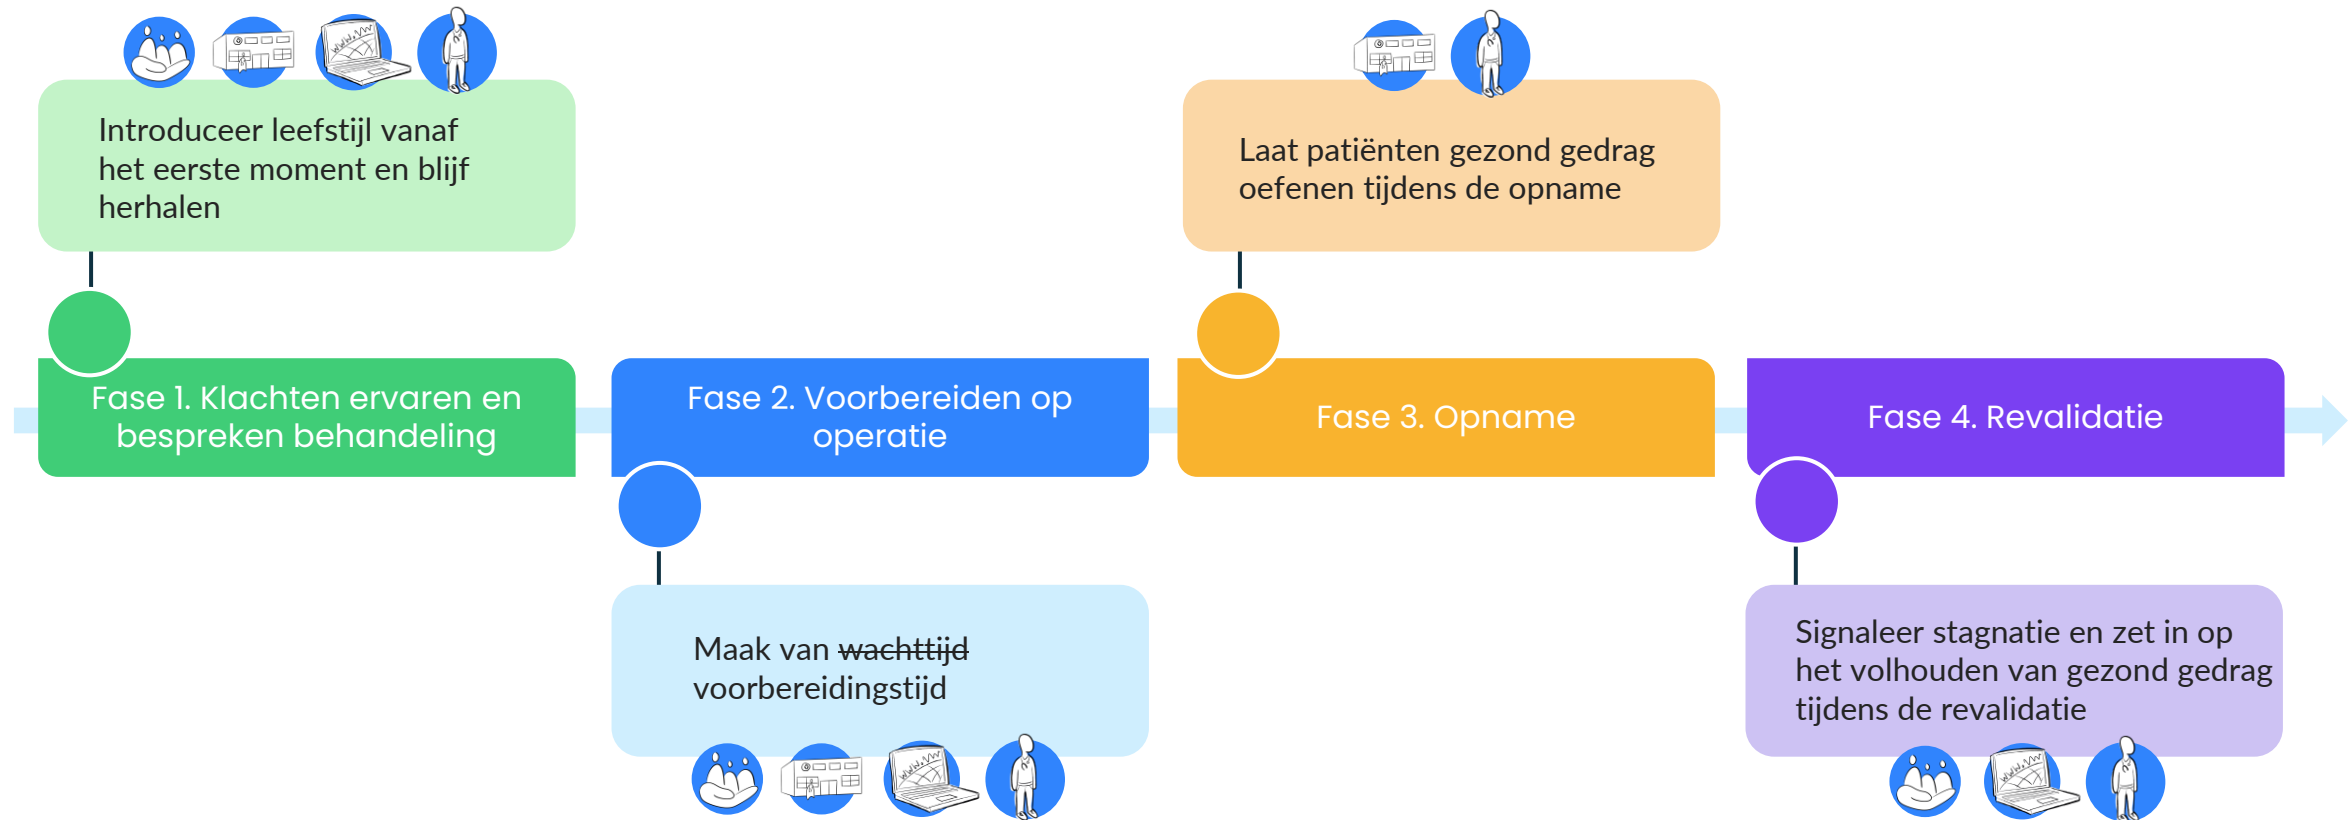 Introduceer leefstijl vanaf
het eerste moment en blijf
herhalen
Laat patiënten gezond gedrag
oefenen tijdens de opname
Fase 1. Klachten ervaren en
bespreken behandeling
Fase 2. Voorbereiden op
operatie
Fase 3. Opname
Fase 4. Revalidatie
Maak van wachttijd
voorbereidingstijd
Signaleer stagnatie en zet in op
het volhouden van gezond gedrag
tijdens de revalidatie